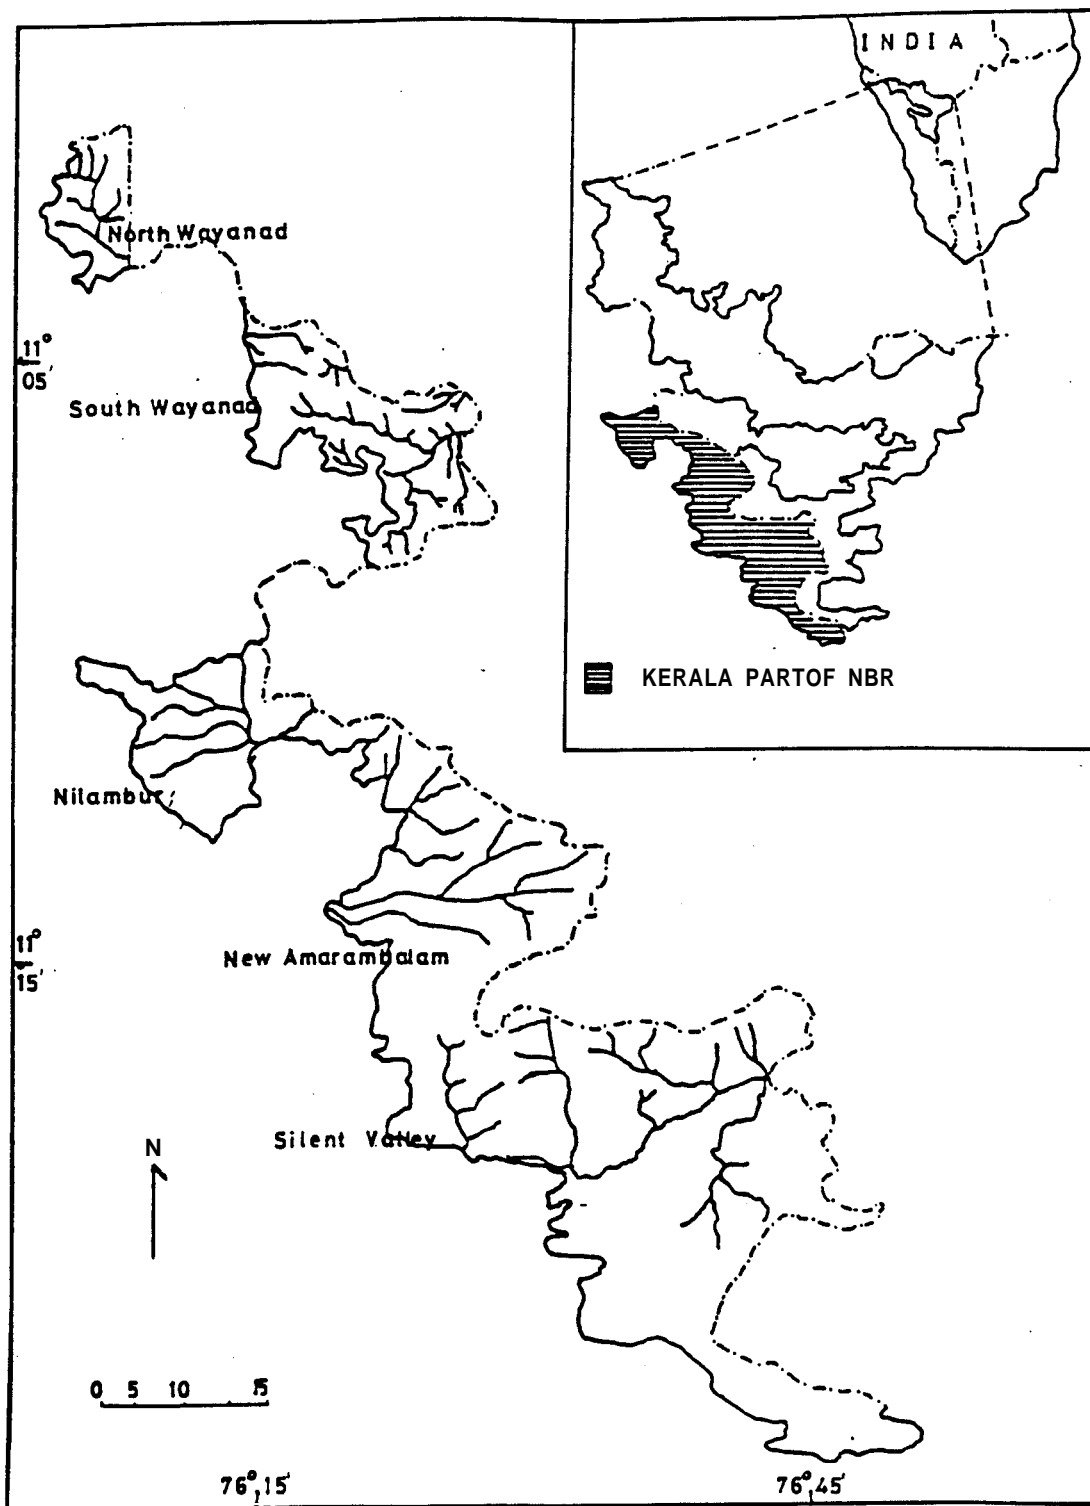 INDIA
North Wayanad
11°
05'
South Wayanad
KERALA PARTOF NBR
Nilambur
New Amarambalam
11°
15'
Silent Valley
N
0 5 10 15
76°,15'
76°,45'